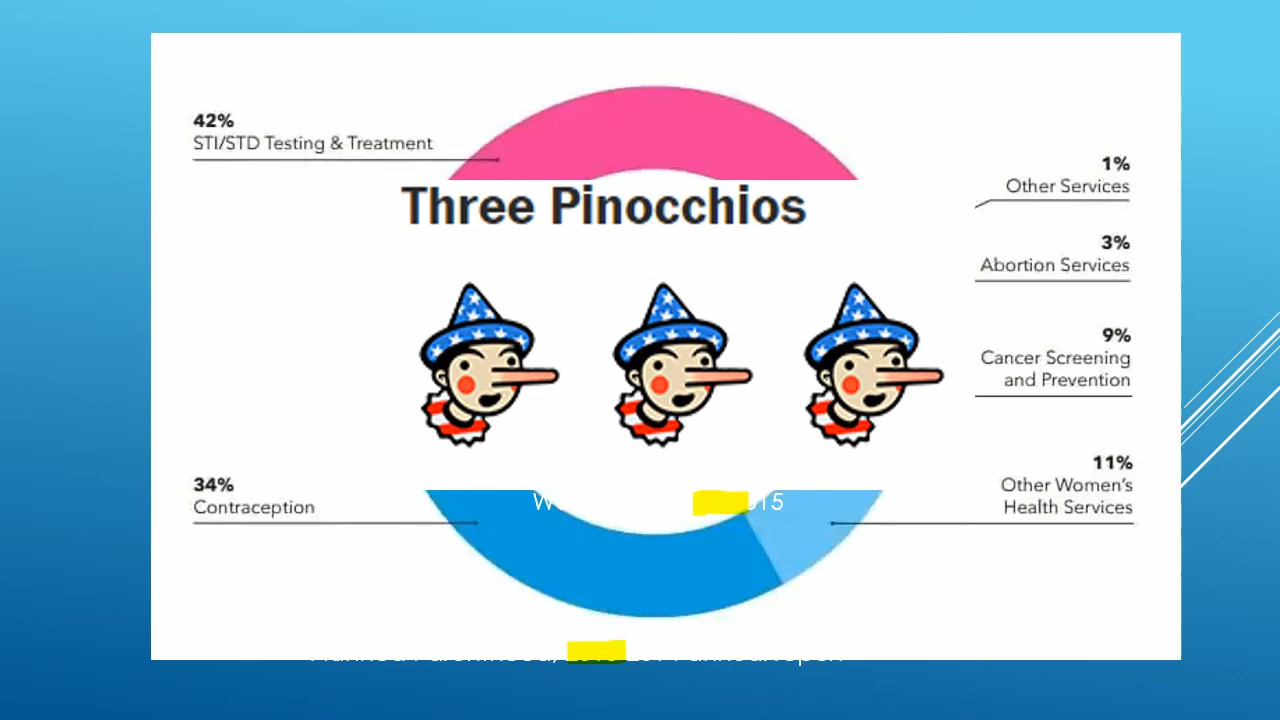 42%
STI/STD Testing & Treatment
1%
Other Services
Three Pinocchios
3%
Abortion Services
9%
Cancer Screening
and Prevention
34%
Contraception
11%
Other Women's
Health Services